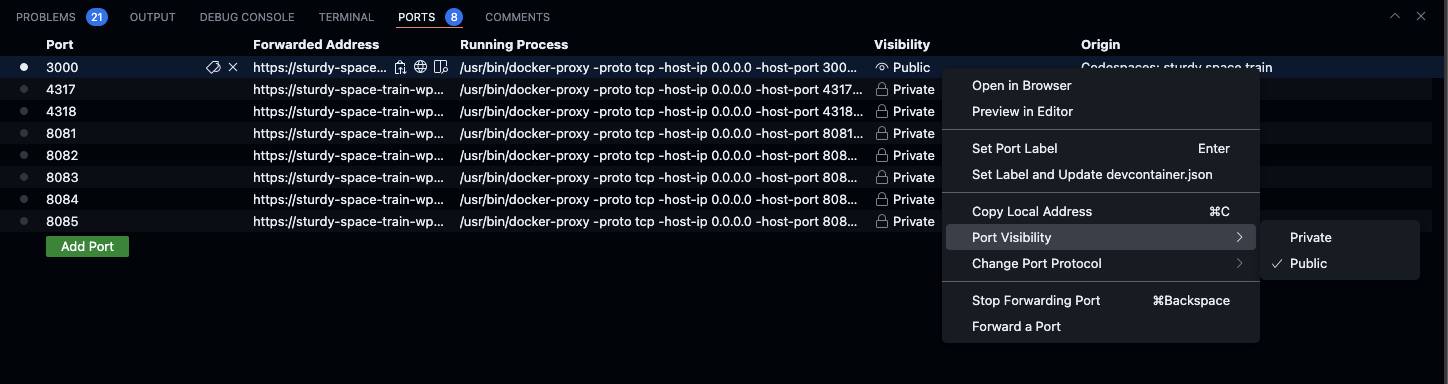 PROBLEMS 21 OUTPUT DEBUG CONSOLE TERMINAL PORTS 8 COMMENTS
Port Forwarded Address Running Process Visibility Origin
3000 https://sturdy-space... /usr/bin/docker-proxy -proto tcp -host-ip 0.0.0.0 -host-port 300... Public Codespaces: sturdy space train
4317 https://sturdy-space-train-wp... /usr/bin/docker-proxy -proto tcp -host-ip 0.0.0.0 -host-port 4317... Private
4318 https://sturdy-space-train-wp... /usr/bin/docker-proxy -proto tcp -host-ip 0.0.0.0 -host-port 4318... Private
8081 https://sturdy-space-train-wp... /usr/bin/docker-proxy -proto tcp -host-ip 0.0.0.0 -host-port 8081... Private
8082 https://sturdy-space-train-wp... /usr/bin/docker-proxy -proto tcp -host-ip 0.0.0.0 -host-port 808... Private
8083 https://sturdy-space-train-wp... /usr/bin/docker-proxy -proto tcp -host-ip 0.0.0.0 -host-port 808... Private
8084 https://sturdy-space-train-wp... /usr/bin/docker-proxy -proto tcp -host-ip 0.0.0.0 -host-port 808... Private
8085 https://sturdy-space-train-wp... /usr/bin/docker-proxy -proto tcp -host-ip 0.0.0.0 -host-port 808... Private
Add Port
Open in Browser
Preview in Editor
Set Port Label Enter
Set Label and Update devcontainer.json
Copy Local Address ⌘C
Port Visibility
Change Port Protocol
Stop Forwarding Port ⌘Backspace
Forward a Port
Private
Public